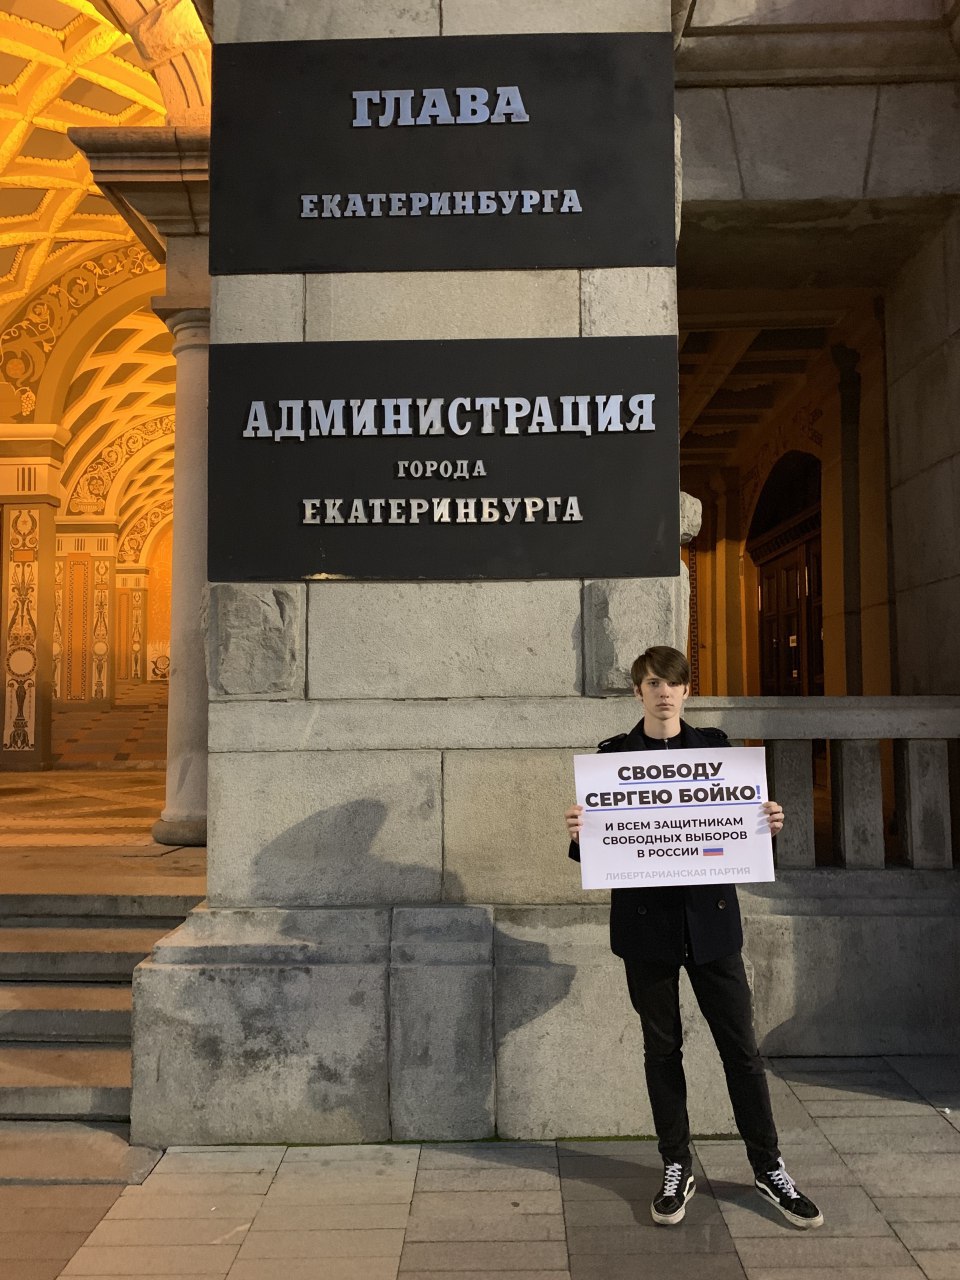 ГЛАВА
ЕКАТЕРИНБУРГА
АДМИНИСТРАЦИЯ
ГОРОДА
ЕКАТЕРИНБУРГА
СВОБОДУ
СЕРГЕЮ БОЙКО!
И ВСЕМ ЗАЩИТНИКАМ
СВОБОДНЫХ ВЫБОРОВ
В РОССИИ
ЛИБЕРТАРИАНСКАЯ ПАРТИЯ